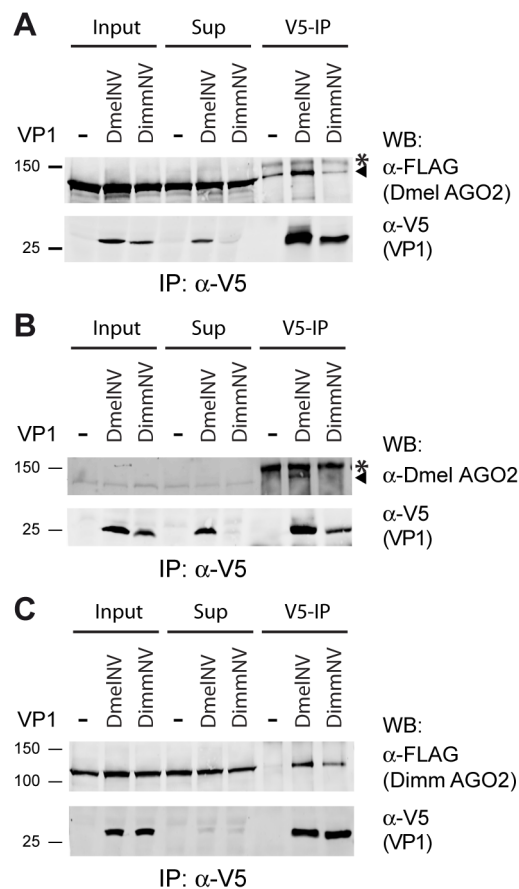 A
Input Sup V5-IP
VP1 - DmelNV DimmNV - DmelNV DimmNV - DmelNV DimmNV
WB:
150 * α-FLAG
◄ (Dmel AGO2)
25 α-V5
(VP1)
IP: α-V5
B
Input Sup V5-IP
VP1 - DmelNV DimmNV - DmelNV DimmNV - DmelNV DimmNV
WB:
150 *
◄ α-Dmel AGO2
25 α-V5
(VP1)
IP: α-V5
C
Input Sup V5-IP
VP1 - DmelNV DimmNV - DmelNV DimmNV - DmelNV DimmNV
WB:
150 α-FLAG
100 (Dimm AGO2)
α-V5
25 (VP1)
IP: α-V5